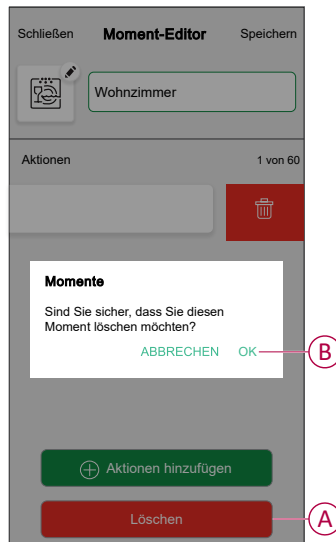 Schließen Moment-Editor Speichern
Wohnzimmer
Aktionen 1 von 60
Momente
Sind Sie sicher, dass Sie diesen
Moment löschen möchten?
ABBRECHEN OK
B
Aktionen hinzufügen
Löschen
A